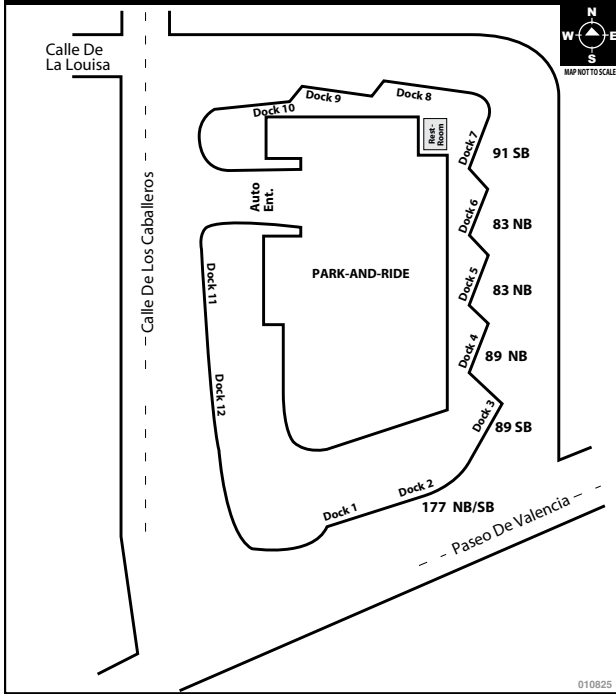 N
W E
S
MAP NOT TO SCALE
Calle De
La Louisa
Dock 10
Dock 9
Dock 8
Rest-
Room
Dock 7
91 SB
Auto
Ent.
Calle De Los Caballeros
Dock 6
83 NB
Dock 11
PARK-AND-RIDE
Dock 5
83 NB
Dock 4
89 NB
Dock 12
Dock 3
89 SB
Dock 1
Dock 2
177 NB/SB
Paseo De Valencia
010825